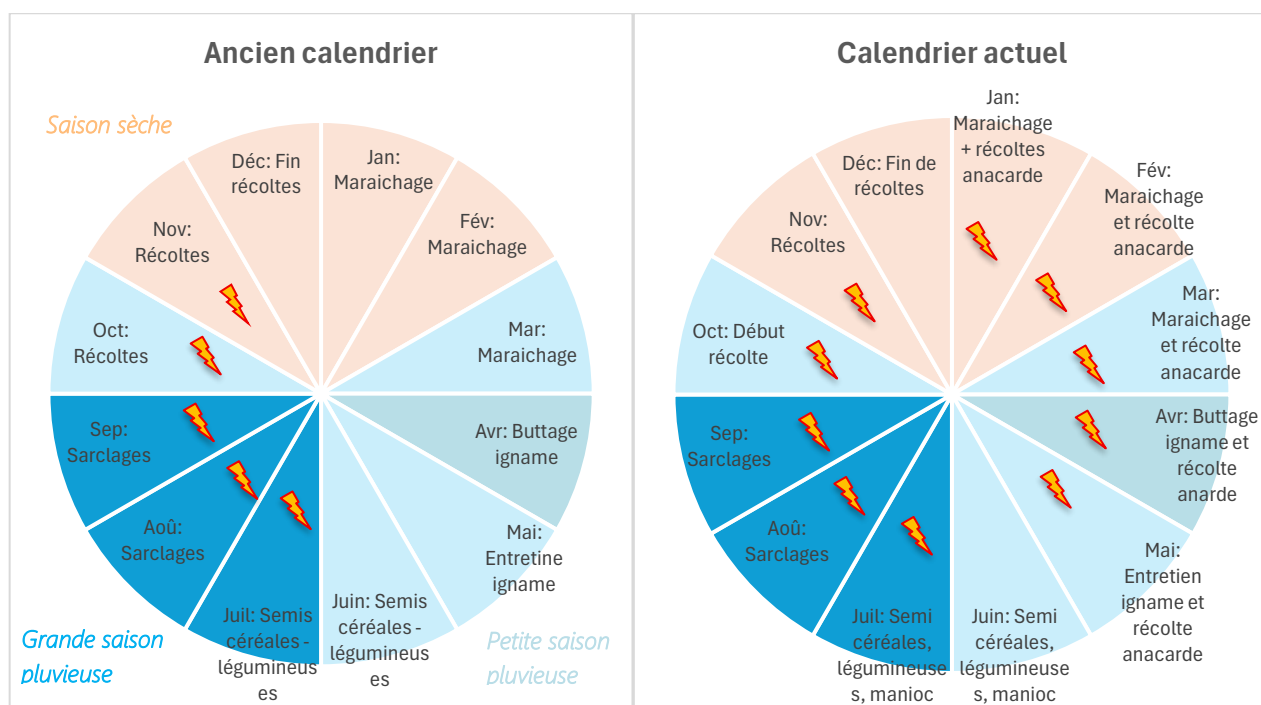 Ancien calendrier
Saison sèche
Déc: Fin
récoltes
Jan:
Maraichage
Nov:
Récoltes
Fév:
Maraichage
Oct:
Récoltes
Mar:
Maraichage
Sep:
Sarclages
Avr: Buttage
igname
Aoû:
Sarclages
Mai:
Entretine
igname
Juil: Semis
céréales -
légumineus
es
Juin: Semis
céréales -
légumineus
es
Grande saison
pluvieuse
Petite saison
pluvieuse
Calendrier actuel
Jan:
Maraichage
+ récoltes
anacarde
Déc: Fin de
récoltes
Fév:
Maraichage
et récolte
anacarde
Nov:
Récoltes
Mar:
Maraichage
et récolte
anacarde
Oct: Début
récolte
Avr: Buttage
igname et
récolte
anarde
Sep:
Sarclages
Aoû:
Sarclages
Mai:
Entretien
igname et
récolte
anacarde
Juil: Semi
céréales,
légumineuse
s, manioc
Juin: Semi
céréales,
légumineuse
s, manioc